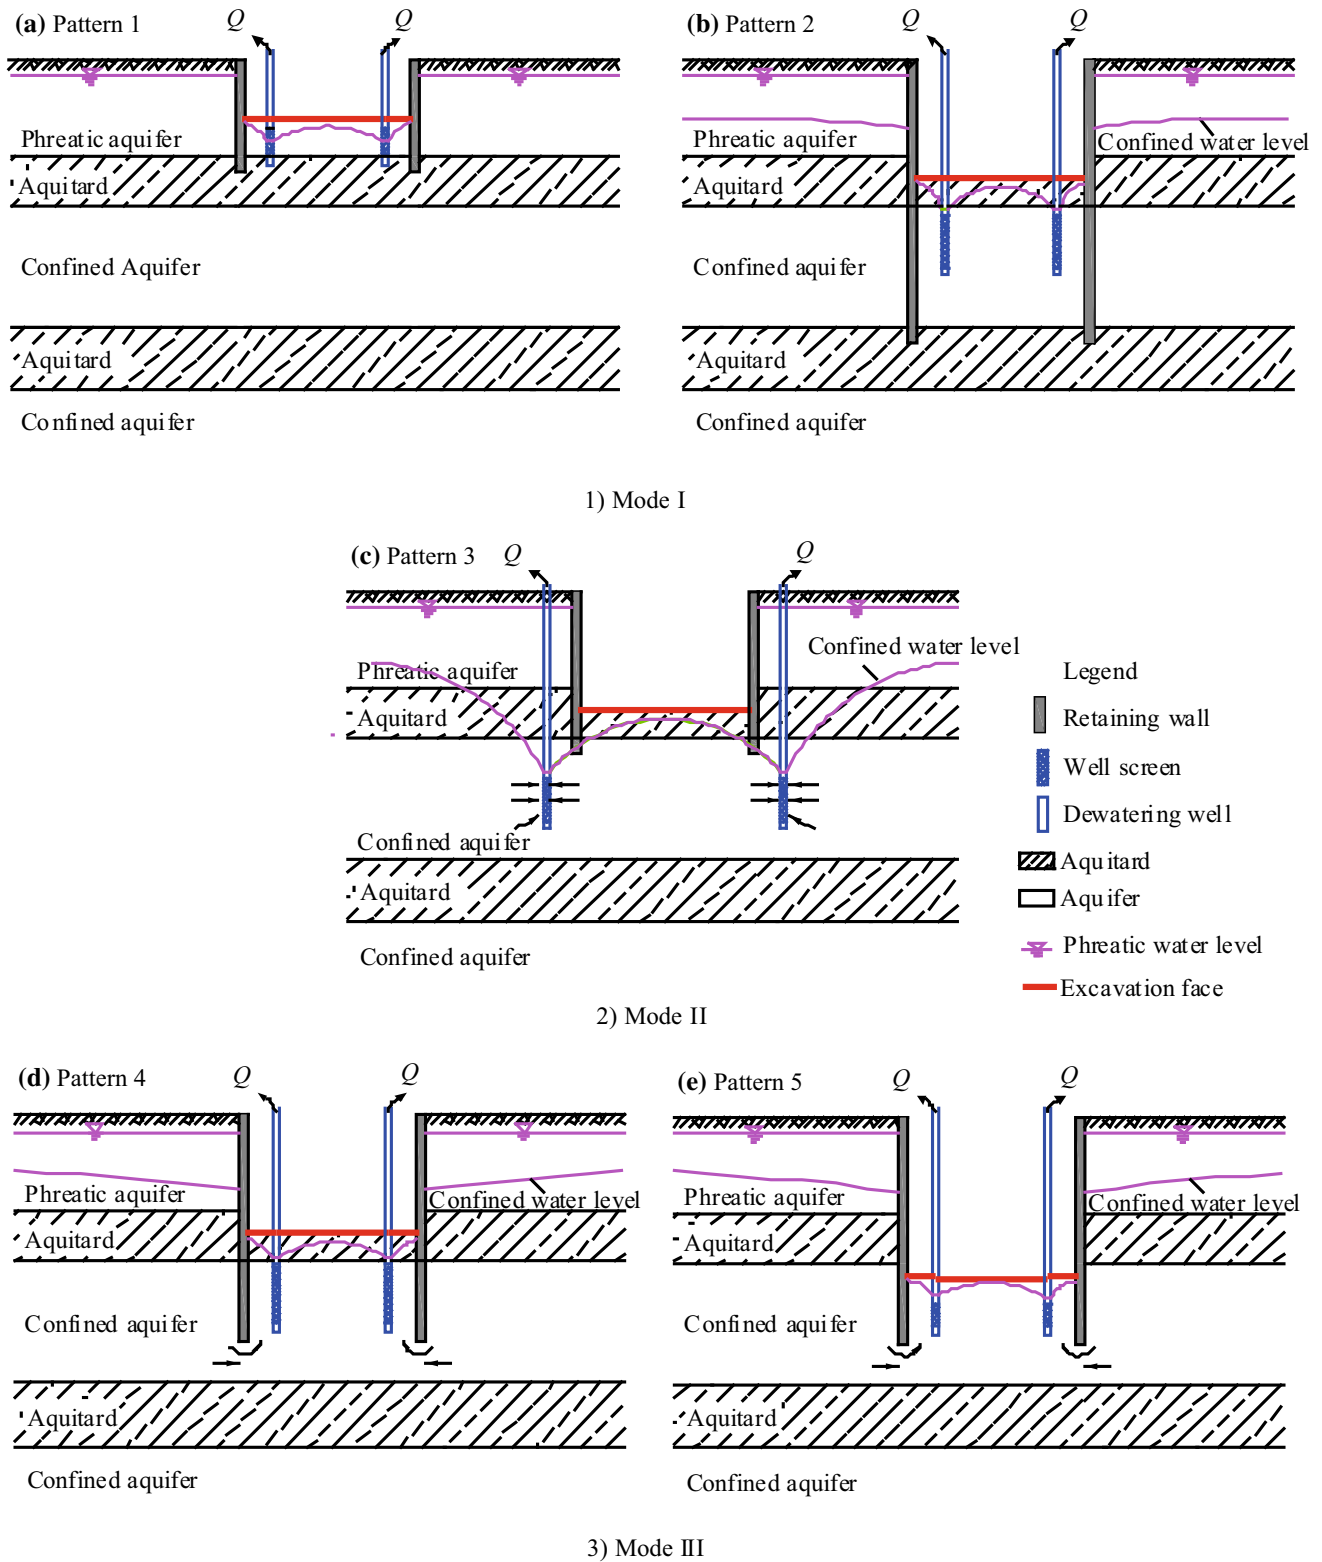 (a) Pattern 1
Q
Q
Phreatic aquifer
Aquitard
Confined Aquifer
Aquitard
Confined aquifer
(b) Pattern 2
Q
Q
Phreatic aquifer
Confined water level
Aquitard
Confined aquifer
Aquitard
Confined aquifer
1) Mode I
(c) Pattern 3
Q
Q
Confined water level
Phreatic aquifer
Aquitard
Confined aquifer
Aquitard
Confined aquifer
Legend
Retaining wall
Well screen
Dewatering well
Aquitard
Aquifer
Phreatic water level
Excavation face
2) Mode II
(d) Pattern 4
Q
Q
Phreatic aquifer
Confined water level
Aquitard
Confined aquifer
Aquitard
Confined aquifer
(e) Pattern 5
Q
Q
Phreatic aquifer
Confined water level
Aquitard
Confined aquifer
Aquitard
Confined aquifer
3) Mode III